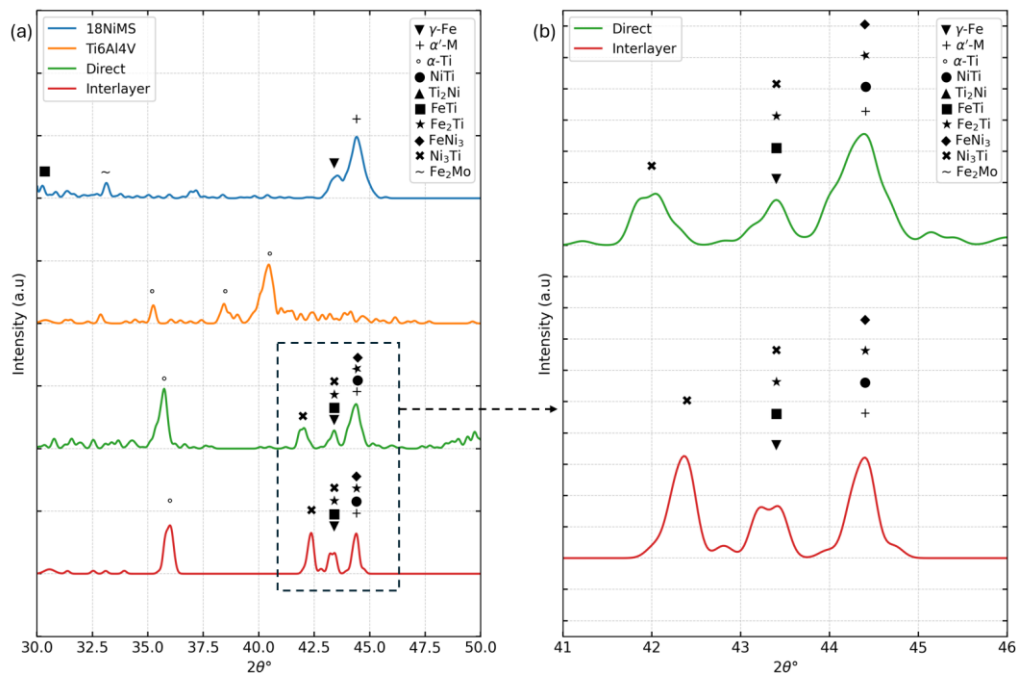 (a)
18NiMS
Ti6Al4V
Direct
Interlayer
γ-Fe
α′-M
α-Ti
NiTi
Ti₂Ni
FeTi
Fe₂Ti
FeNi₃
Ni₃Ti
Fe₂Mo
Intensity (a.u)
30.0 32.5 35.0 37.5 40.0 42.5 45.0 47.5 50.0
2θ°
(b)
Direct
Interlayer
γ-Fe
α′-M
α-Ti
NiTi
Ti₂Ni
FeTi
Fe₂Ti
FeNi₃
Ni₃Ti
Fe₂Mo
Intensity (a.u)
41 42 43 44 45 46
2θ°